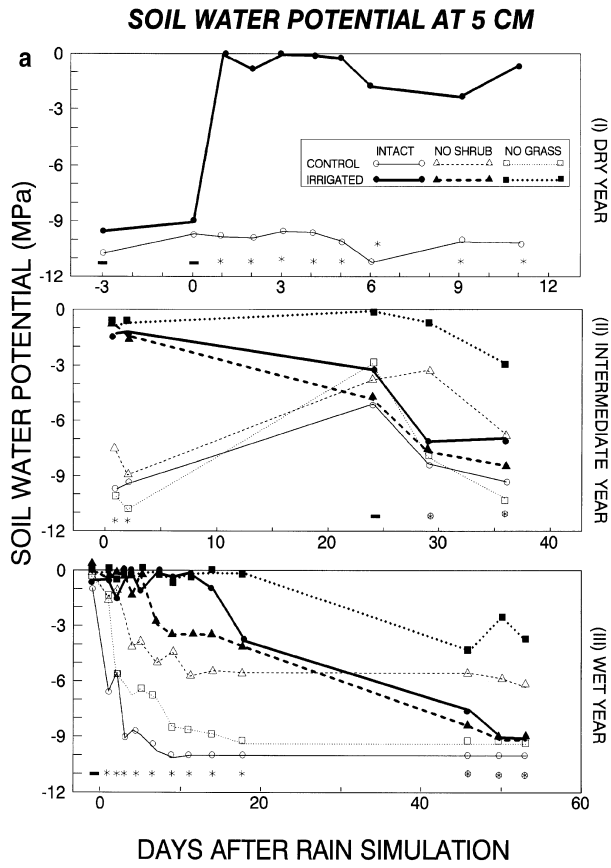 SOIL WATER POTENTIAL AT 5 CM
a
SOIL WATER POTENTIAL (MPa)
0
-3
-6
-9
-12
-3 0 3 6 9 12
INTACT NO SHRUB NO GRASS
CONTROL
IRRIGATED
(I) DRY YEAR
0
-3
-6
-9
-12
0 10 20 30 40
(II) INTERMEDIATE YEAR
0
-3
-6
-9
-12
0 20 40 60
(III) WET YEAR
DAYS AFTER RAIN SIMULATION